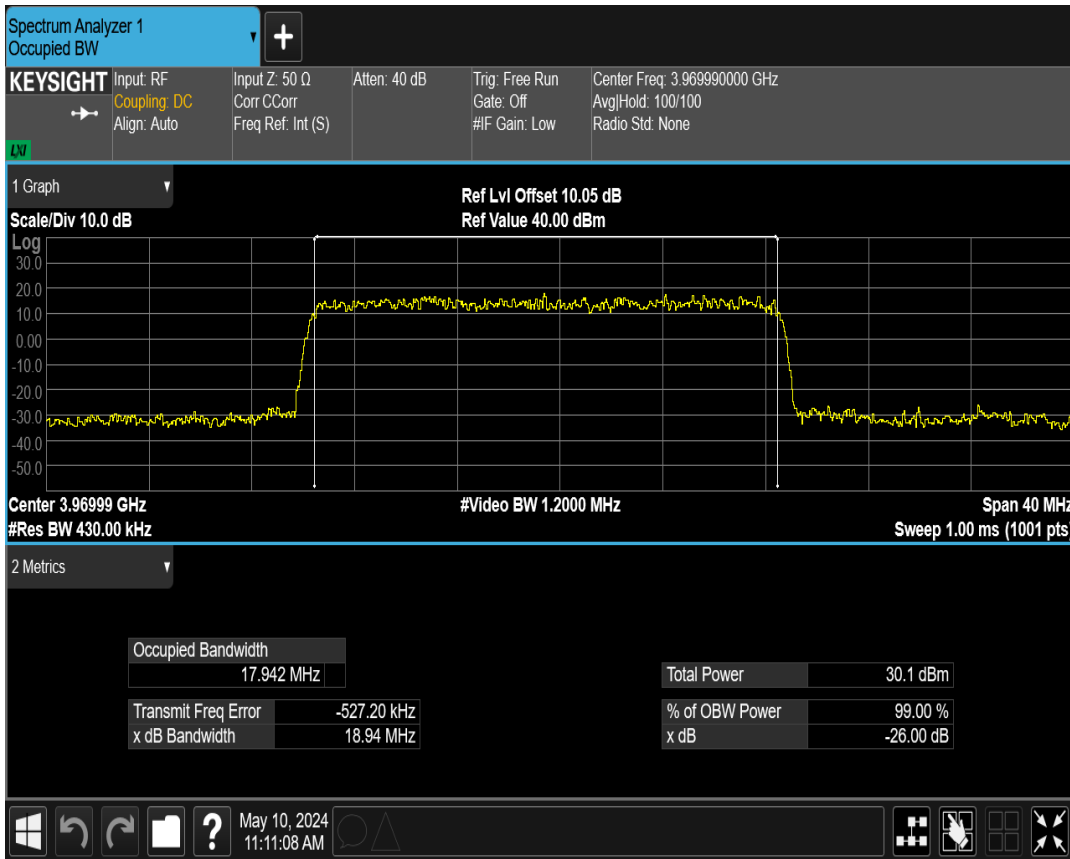 Spectrum Analyzer 1
Occupied BW
+
KEYSIGHT
LXI
Input: RF
Coupling: DC
Align: Auto
Input Z: 50 Ω
Corr CCorr
Freq Ref: Int (S)
Atten: 40 dB
Trig: Free Run
Gate: Off
#IF Gain: Low
Center Freq: 3.969990000 GHz
Avg|Hold: 100/100
Radio Std: None
1 Graph
Scale/Div 10.0 dB
Ref Lvl Offset 10.05 dB
Ref Value 40.00 dBm
Log
30.0
20.0
10.0
0.00
-10.0
-20.0
-30.0
-40.0
-50.0
Center 3.96999 GHz
#Video BW 1.2000 MHz
Span 40 MHz
#Res BW 430.00 kHz
Sweep 1.00 ms (1001 pts)
2 Metrics
Occupied Bandwidth
17.942 MHz
Total Power 30.1 dBm
Transmit Freq Error -527.20 kHz
% of OBW Power 99.00 %
x dB Bandwidth 18.94 MHz
x dB -26.00 dB
?
May 10, 2024
11:11:08 AM